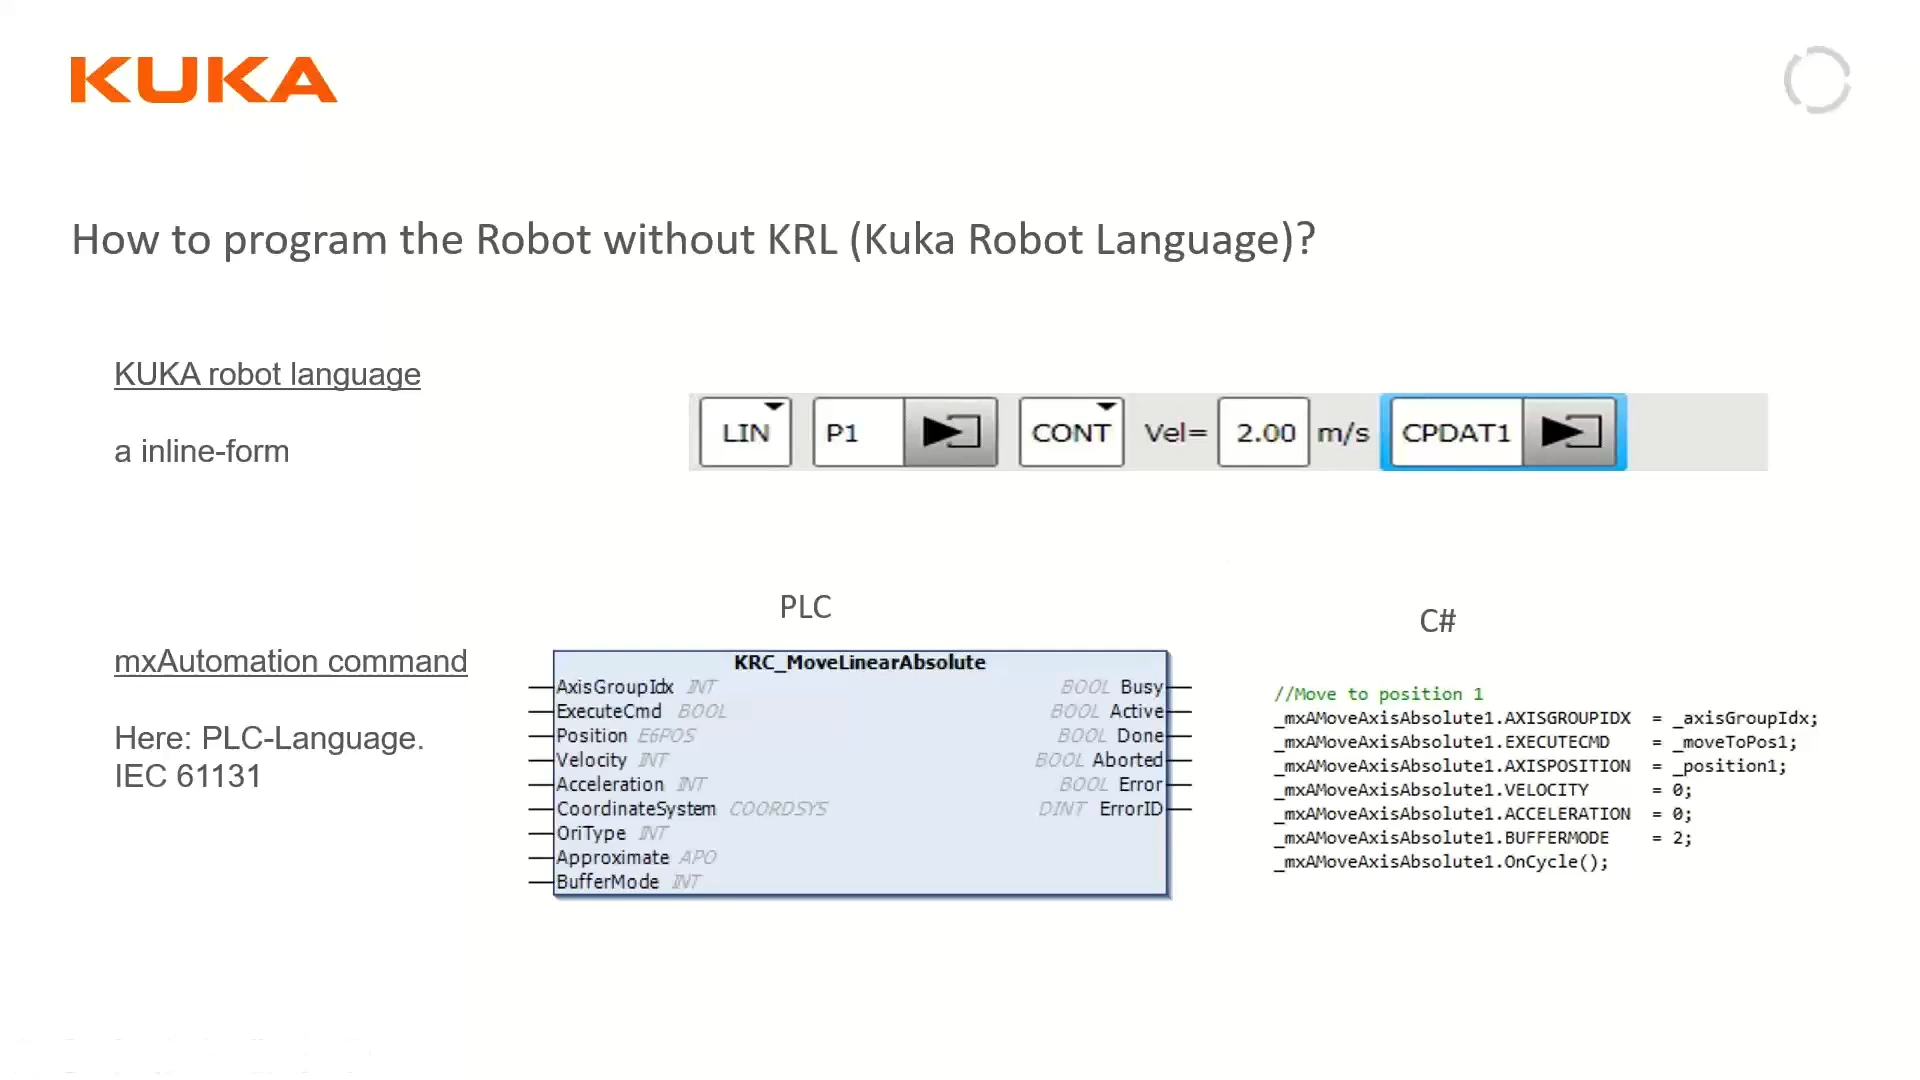 KUKA
How to program the Robot without KRL (Kuka Robot Language)?
KUKA robot language
a inline-form
LIN P1 CONT Vel= 2.00 m/s CPDAT1
mxAutomation command
Here: PLC-Language.
IEC 61131
PLC
KRC_MoveLinearAbsolute
AxisGroupIdx INT BOOL Busy
ExecuteCmd BOOL BOOL Active
Position E6POS BOOL Done
Velocity INT BOOL Aborted
Acceleration INT BOOL Error
CoordinateSystem COORDSYS DINT ErrorID
OriType INT
Approximate APO
BufferMode INT
C#
//Move to position 1
_mxAMoveAxisAbsolute1.AXISGROUPIDX = _axisGroupIdx;
_mxAMoveAxisAbsolute1.EXECUTECMD = _moveToPos1;
_mxAMoveAxisAbsolute1.AXISPOSITION = _position1;
_mxAMoveAxisAbsolute1.VELOCITY = 0;
_mxAMoveAxisAbsolute1.ACCELERATION = 0;
_mxAMoveAxisAbsolute1.BUFFERMODE = 2;
_mxAMoveAxisAbsolute1.OnCycle();